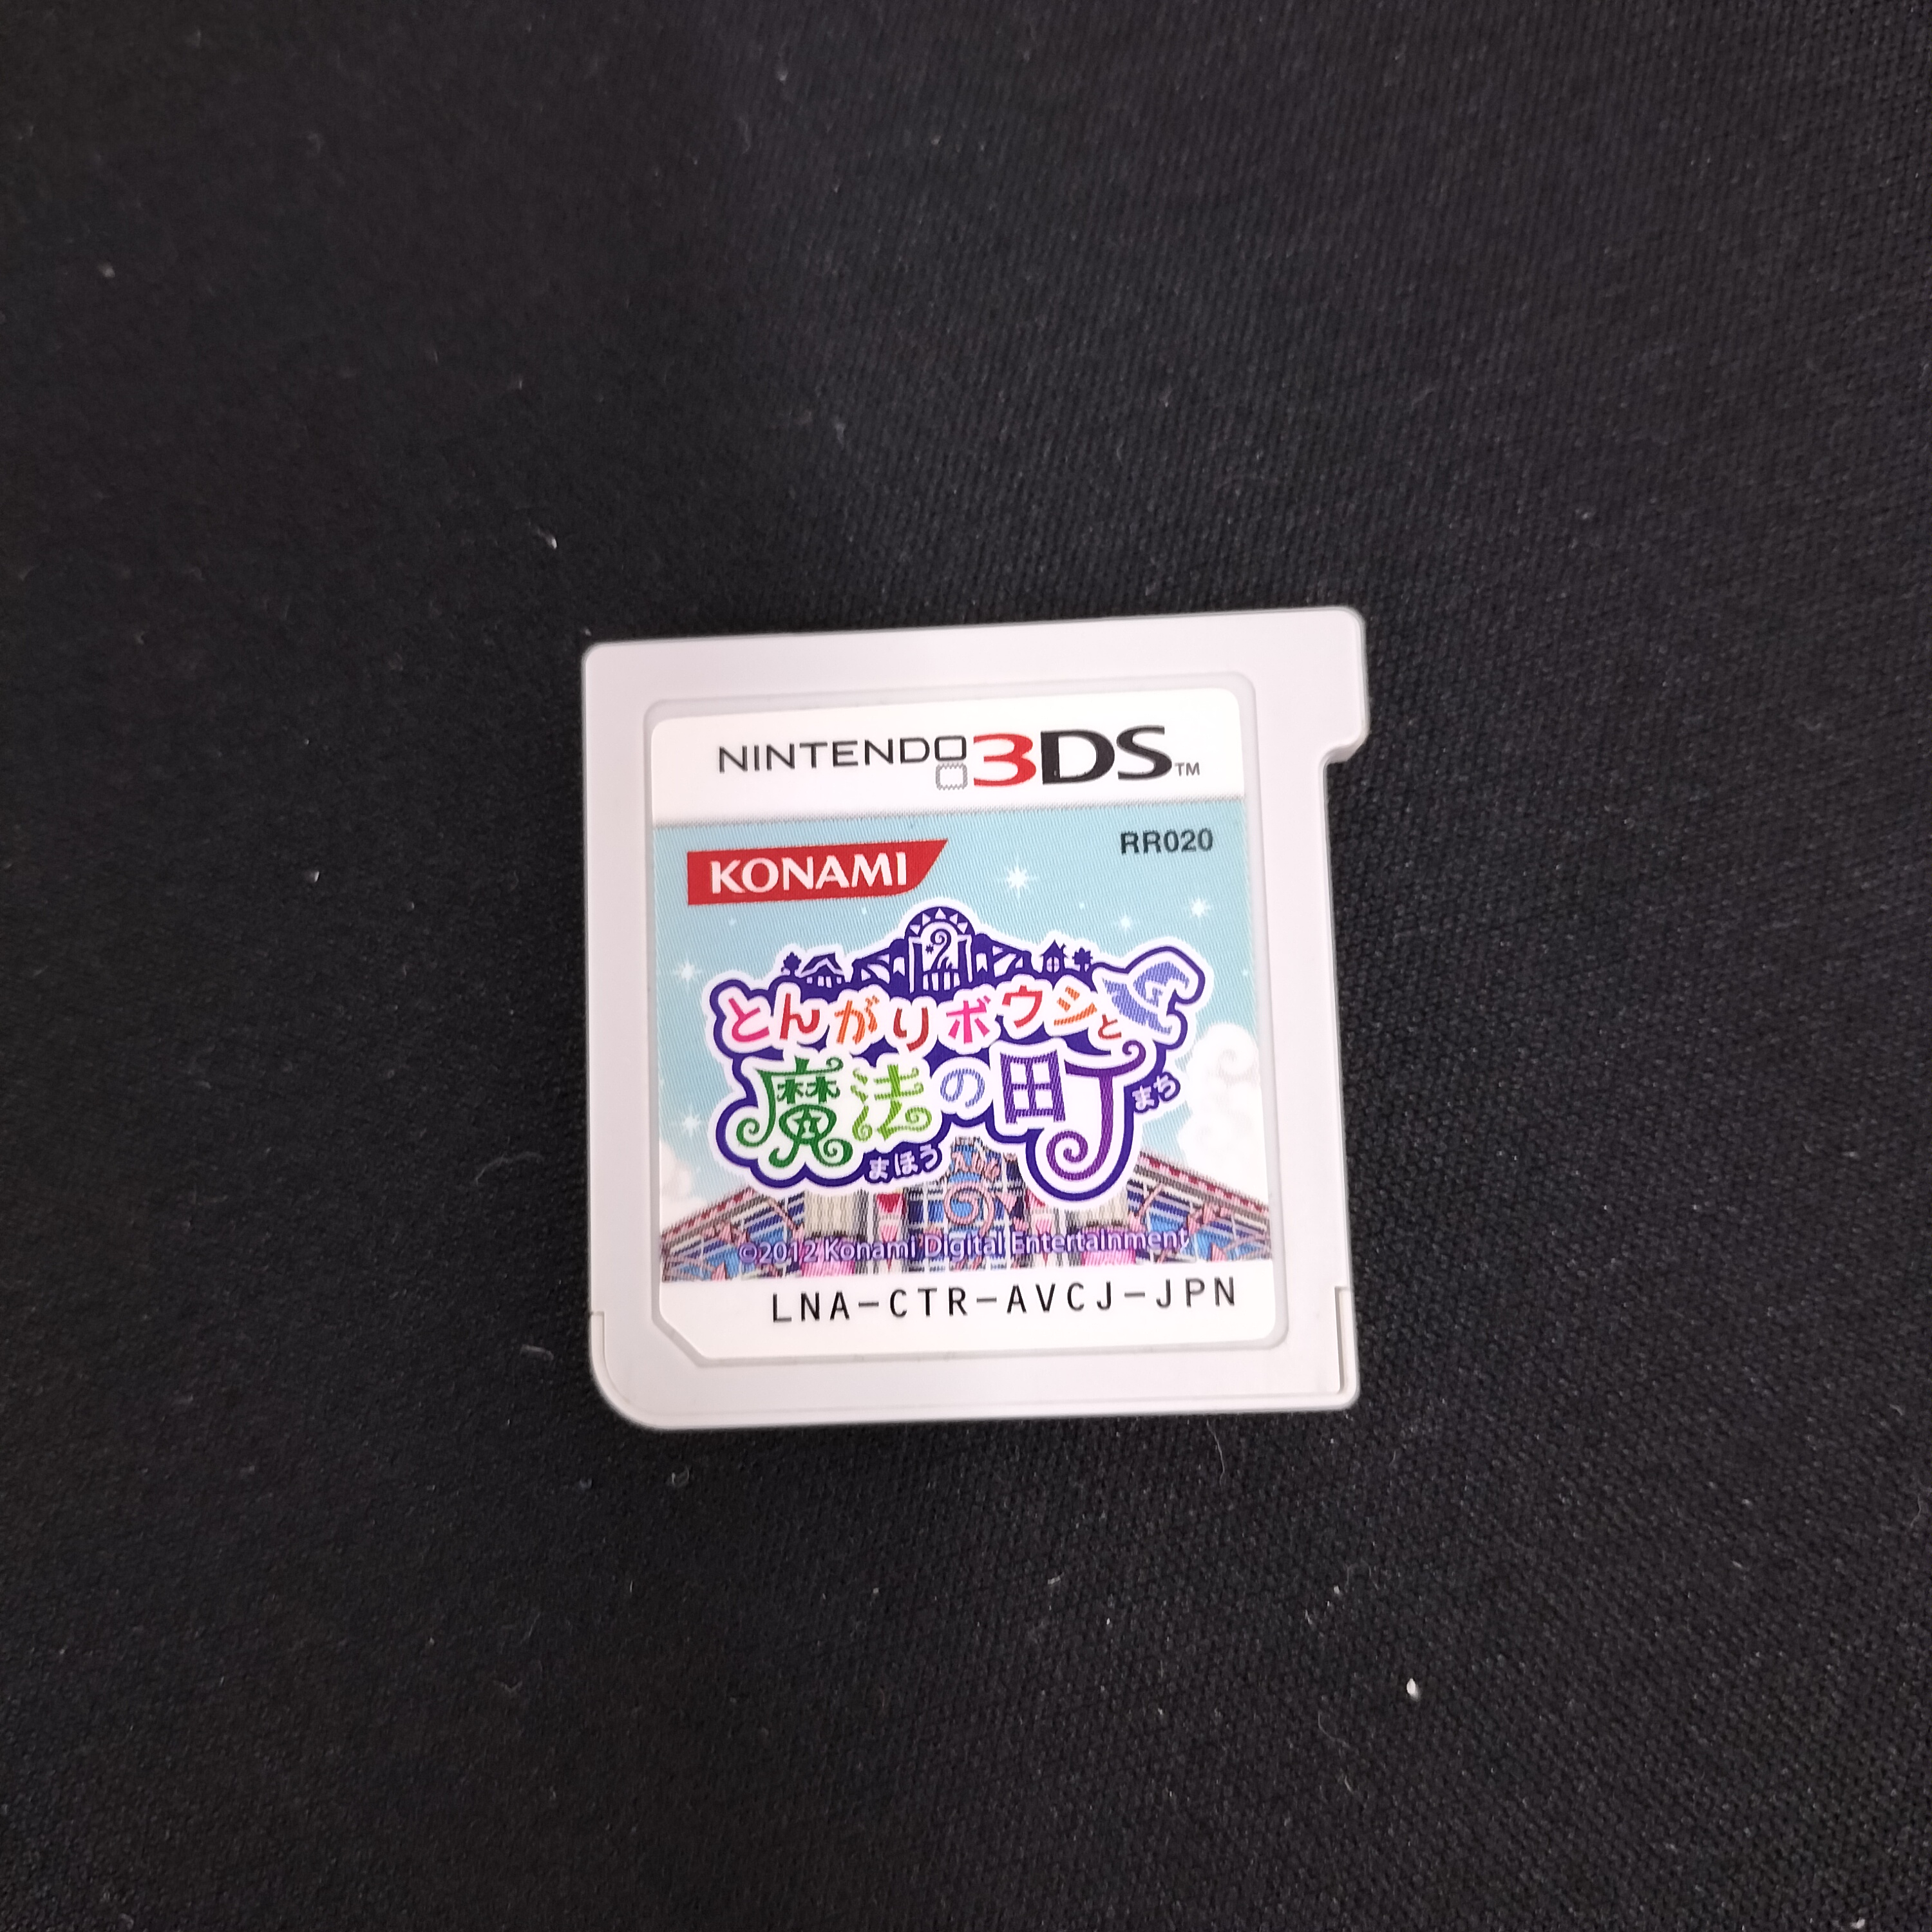 NINTENDO 3DS™
KONAMI
RR020
とんがりボウシと
魔法の町
まち
まほう
©2012 Konami Digital Entertainment
LNA-CTR-AVCJ-JPN